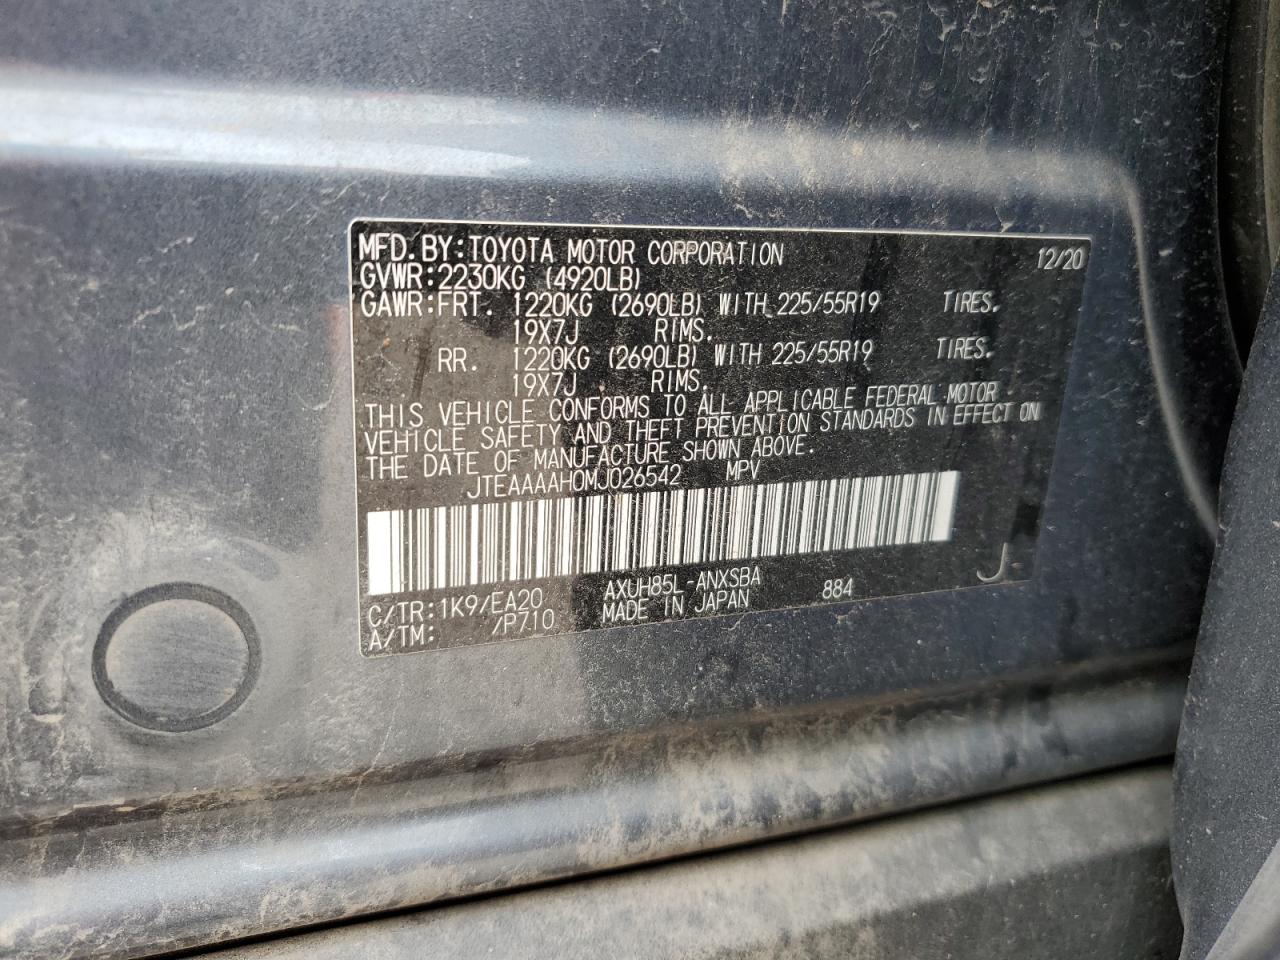 MFD.BY:TOYOTA MOTOR CORPORATION 12/20
GVWR:2230KG (4920LB)
GAWR:FRT. 1220KG (2690LB) WITH 225/55R19 TIRES.
19X7J RIMS.
RR. 1220KG (2690LB) WITH 225/55R19 TIRES.
19X7J RIMS.
THIS VEHICLE CONFORMS TO ALL APPLICABLE FEDERAL MOTOR
VEHICLE SAFETY AND THEFT PREVENTION STANDARDS IN EFFECT ON
THE DATE OF MANUFACTURE SHOWN ABOVE.
JTEAAAAH0MJ026542 MPV
C/TR:1K9/EA20 AXUH85L-ANXSBA 884 J
A/TM: /P710 MADE IN JAPAN